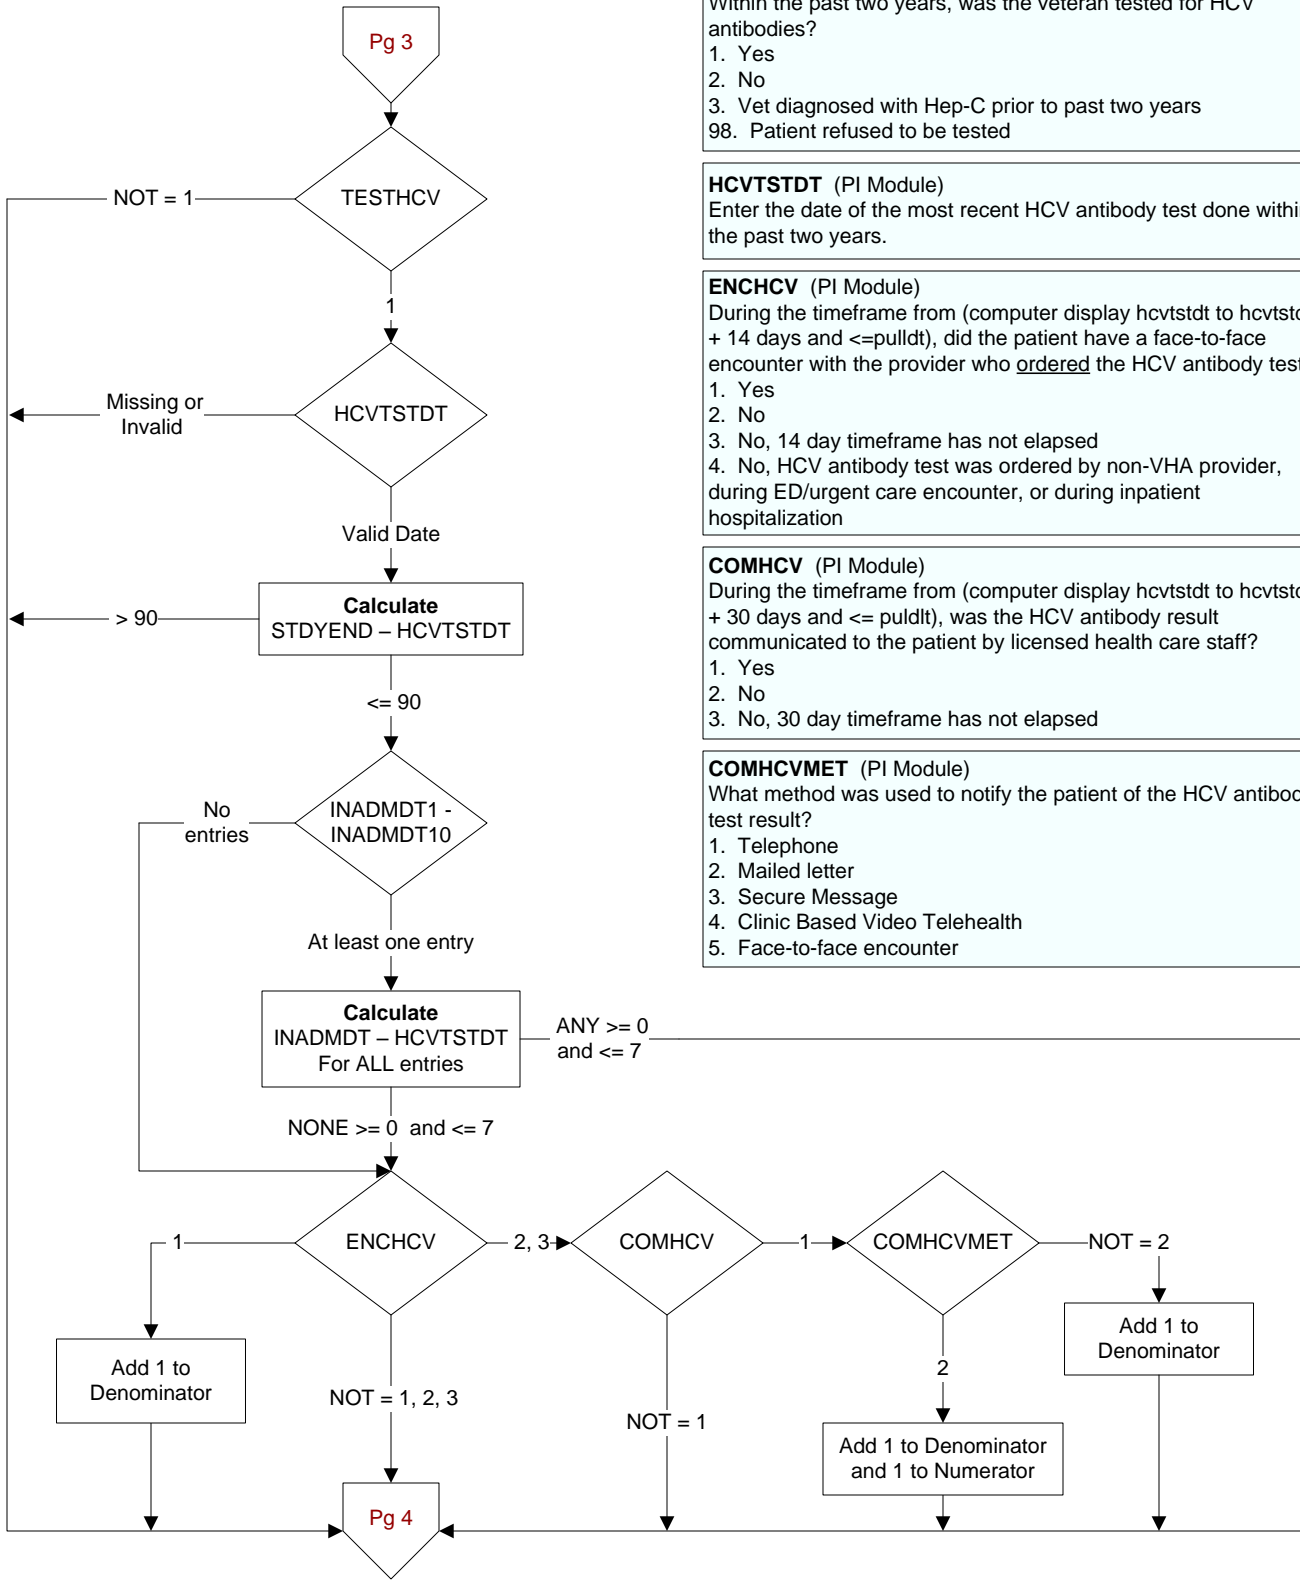 Pg 3
TESTHCV
NOT = 1
1
HCVTSTDT
Missing or
Invalid
Valid Date
Calculate
STDYEND – HCVTSTDT
> 90
<= 90
INADMDT1 -
INADMDT10
No
entries
At least one entry
Calculate
INADMDT – HCVTSTDT
For ALL entries
ANY >= 0
and <= 7
NONE >= 0 and <= 7
ENCHCV
1
2, 3
COMHCV
1
COMHCVMET
NOT = 2
Add 1 to
Denominator
NOT = 1, 2, 3
NOT = 1
2
Add 1 to Denominator
and 1 to Numerator
Add 1 to
Denominator
Pg 4
Within the past two years, was the veteran tested for HCV
antibodies?
1. Yes
2. No
3. Vet diagnosed with Hep-C prior to past two years
98. Patient refused to be tested
HCVTSTDT (PI Module)
Enter the date of the most recent HCV antibody test done
the past two years.
ENCHCV (PI Module)
During the timeframe from (computer display hcvtstdt to
+ 14 days and <=pulldt), did the patient have a face-to-face
encounter with the provider who ordered the HCV antibody test
1. Yes
2. No
3. No, 14 day timeframe has not elapsed
4. No, HCV antibody test was ordered by non-VHA provider,
during ED/urgent care encounter, or during inpatient
hospitalization
COMHCV (PI Module)
During the timeframe from (computer display hcvtstdt to
+ 30 days and <= puldlt), was the HCV antibody result
communicated to the patient by licensed health care staff?
1. Yes
2. No
3. No, 30 day timeframe has not elapsed
COMHCVMET (PI Module)
What method was used to notify the patient of the HCV
test result?
1. Telephone
2. Mailed letter
3. Secure Message
4. Clinic Based Video Telehealth
5. Face-to-face encounter